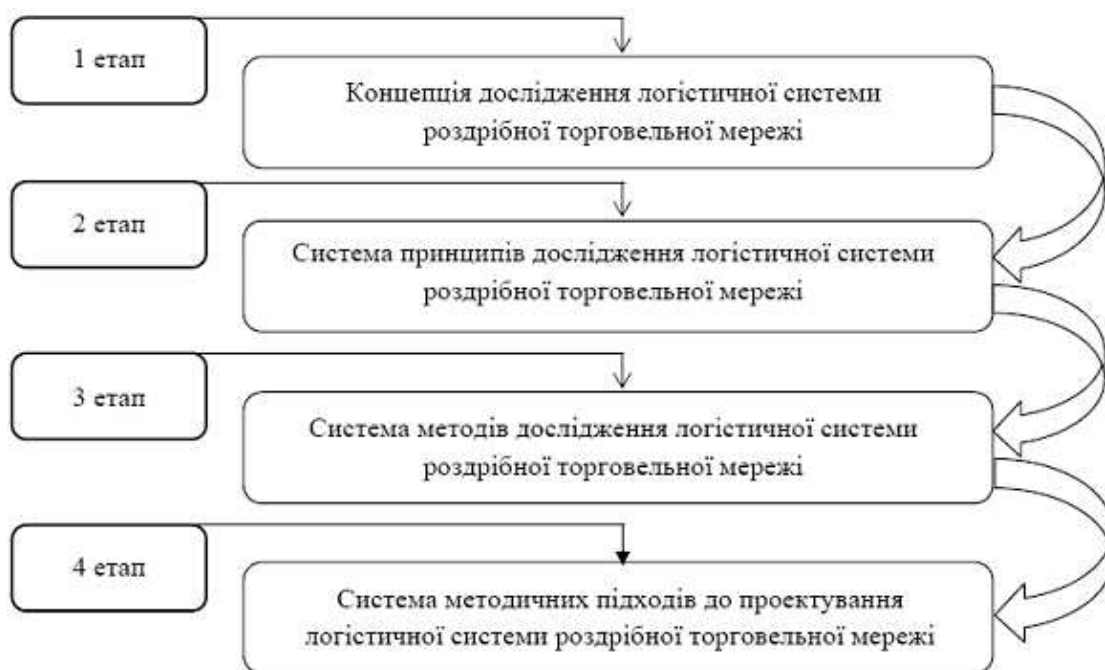 1 етап
Концепція дослідження логістичної системи
роздрібної торговельної мережі
2 етап
Система принципів дослідження логістичної системи
роздрібної торговельної мережі
3 етап
Система методів дослідження логістичної системи
роздрібної торговельної мережі
4 етап
Система методичних підходів до проектування
логістичної системи роздрібної торговельної мережі